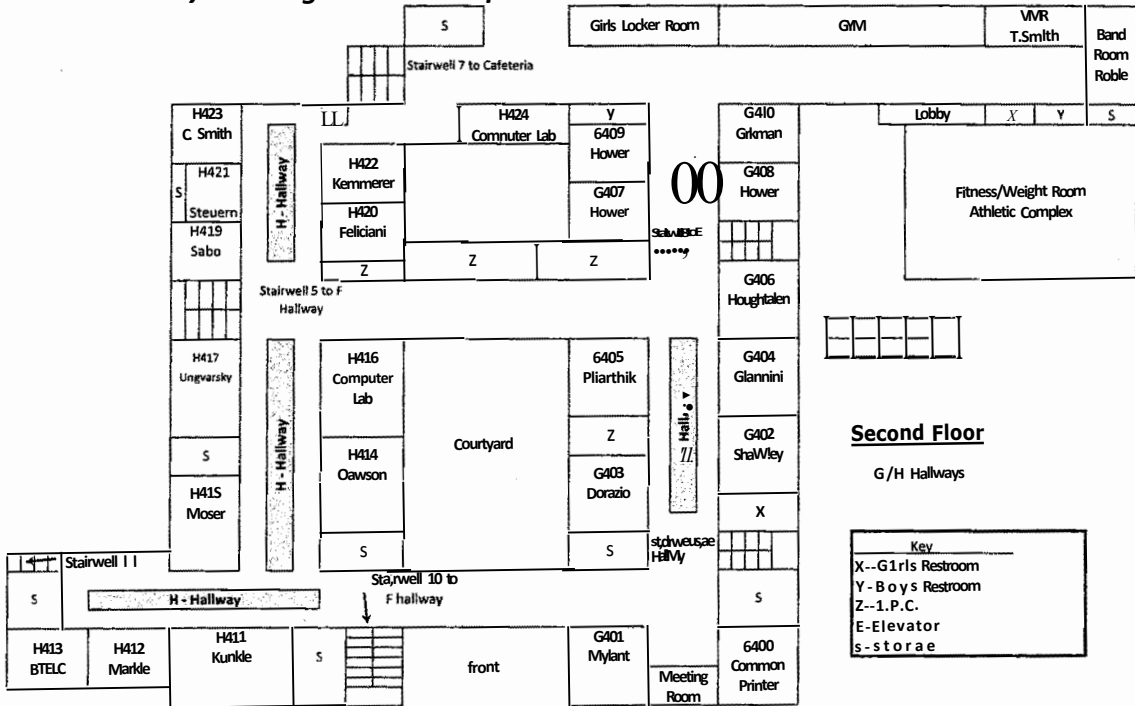 S
Girls Locker Room
GYM
T.Smlth
Band
Room
Roble
Stairwell 7 to Cafeteria
H423
C Smith
LL
H424
Comnuter Lab
y
6409
Hower
G4l0
Grkman
Lobby
X
Y
S
H421
S
Steuern
H - Hallway
H422
Kemmerer
G407
Hower
00
G408
Hower
Fitness/Weight Room
Athletic Complex
H419
Sabo
H420
Feliciani
Z
Z
Z
G406
Houghtalen
Stairwell 5 to F
Hallway
H417
Ungvarsky
H416
Computer
Lab
6405
Pliarthik
G404
Glannini
H - Hallway
Courtyard
Z
G402
ShaWley
Second Floor
S
H414
Oawson
G403
Dorazio
G/H Hallways
H41S
Moser
X
S
S
Stairwell I I
Sta,rwell 10 to
F hallway
S
H - Hallway
S
Key
X--G1rls Restroom
Y-Boys Restroom
Z--1.P.C.
E-Elevator
s-storae
H413
BTELC
H412
Markle
H411
Kunkle
S
front
G401
Mylant
Meeting
Room
6400
Common
Printer